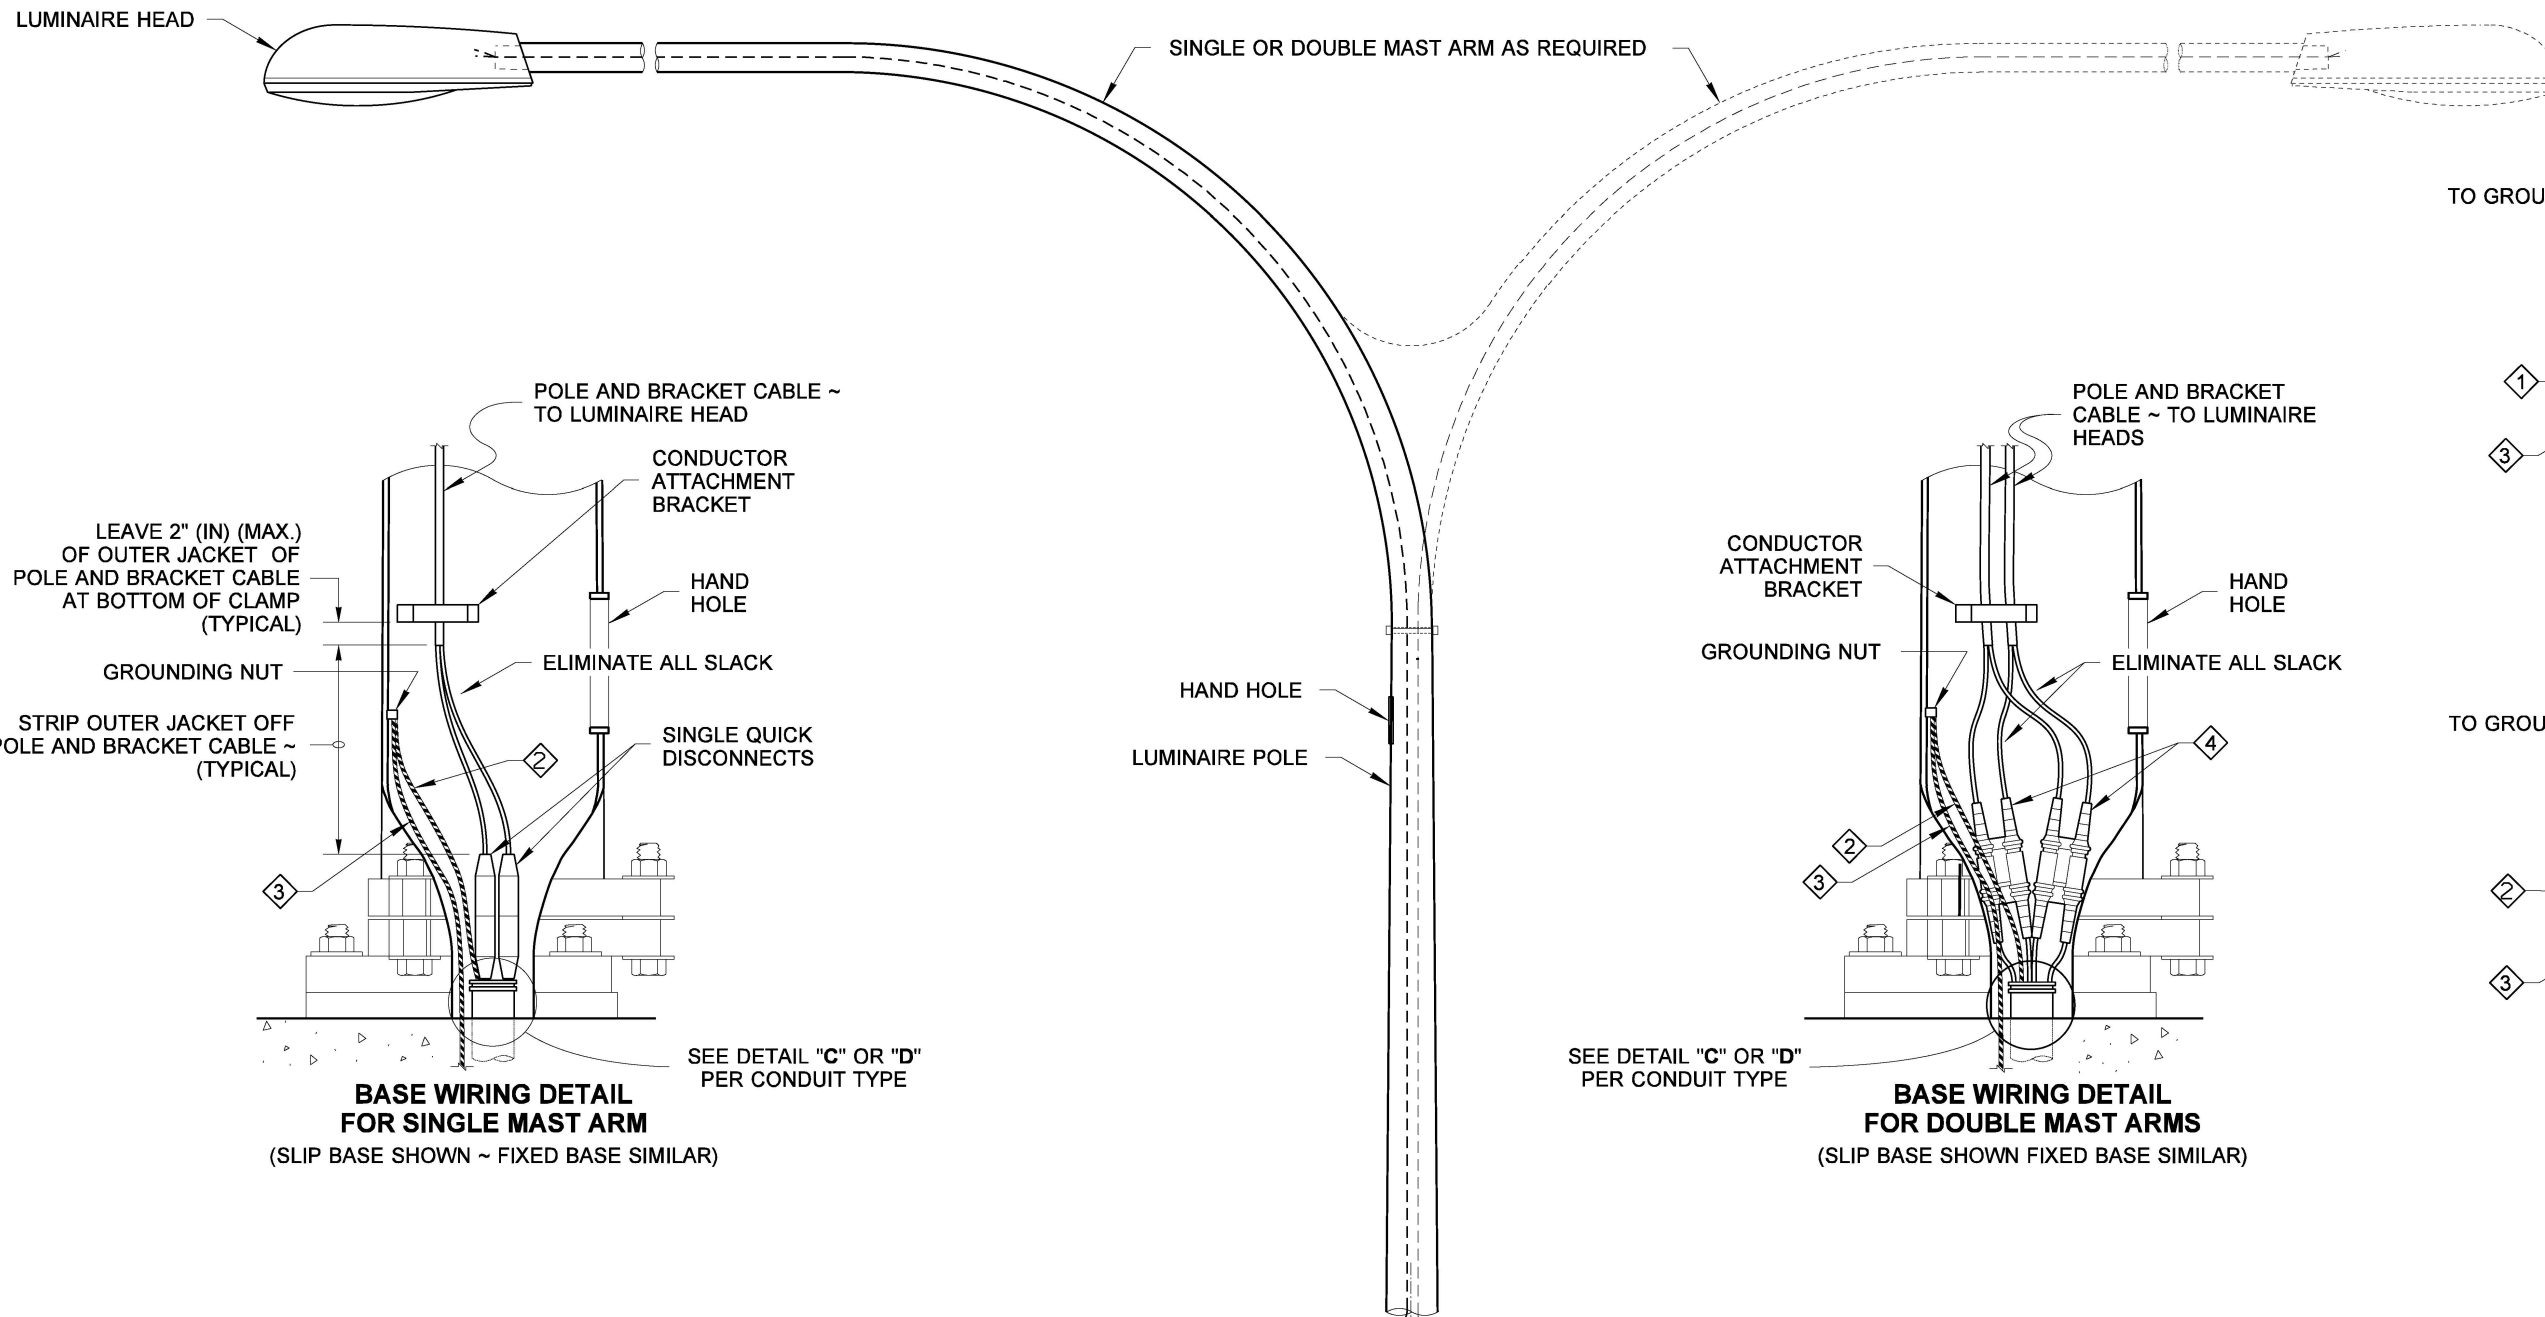 LUMINAIRE HEAD
SINGLE OR DOUBLE MAST ARM AS REQUIRED
TO GROU
POLE AND BRACKET CABLE ~
TO LUMINAIRE HEAD
CONDUCTOR
ATTACHMENT
BRACKET
LEAVE 2" (IN) (MAX.)
OF OUTER JACKET OF
POLE AND BRACKET CABLE
AT BOTTOM OF CLAMP
(TYPICAL)
HAND
HOLE
GROUNDING NUT
ELIMINATE ALL SLACK
STRIP OUTER JACKET OFF
POLE AND BRACKET CABLE ~
(TYPICAL)
SINGLE QUICK
DISCONNECTS
2
3
SEE DETAIL "C" OR "D"
PER CONDUIT TYPE
BASE WIRING DETAIL
FOR SINGLE MAST ARM
(SLIP BASE SHOWN ~ FIXED BASE SIMILAR)
HAND HOLE
LUMINAIRE POLE
POLE AND BRACKET
CABLE ~ TO LUMINAIRE
HEADS
CONDUCTOR
ATTACHMENT
BRACKET
HAND
HOLE
GROUNDING NUT
ELIMINATE ALL SLACK
4
2
3
SEE DETAIL "C" OR "D"
PER CONDUIT TYPE
BASE WIRING DETAIL
FOR DOUBLE MAST ARMS
(SLIP BASE SHOWN FIXED BASE SIMILAR)
1
3
TO GROU
2
3